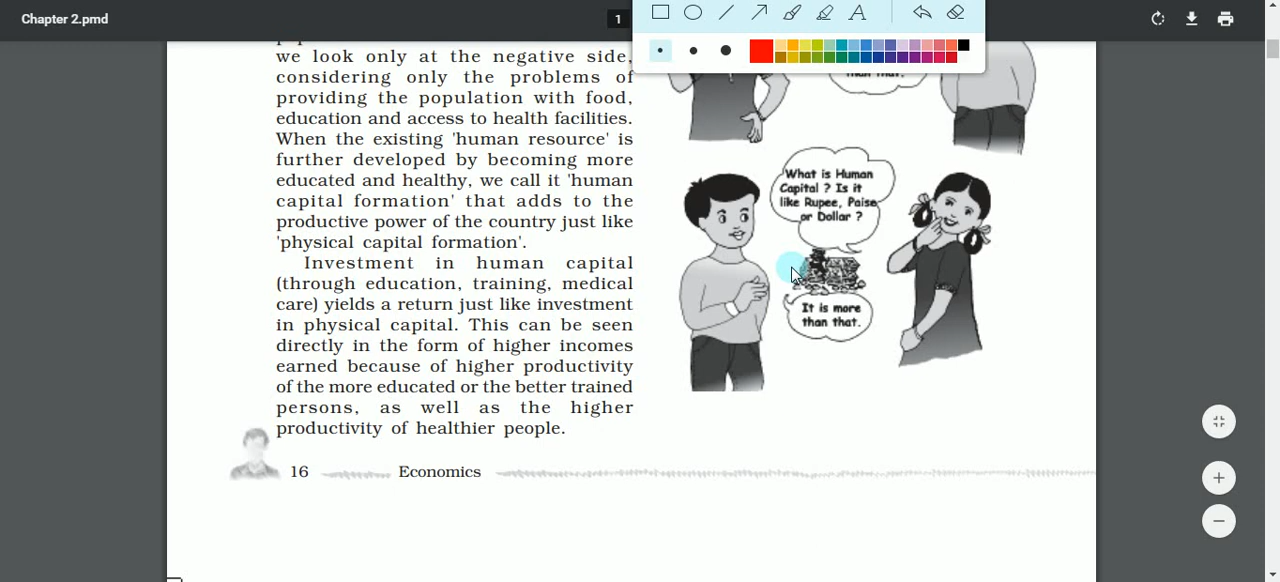 Chapter 2.pmd
1
we look only at the negative side,
considering only the problems of
providing the population with food,
education and access to health facilities.
When the existing 'human resource' is
further developed by becoming more
educated and healthy, we call it 'human
capital formation' that adds to the
productive power of the country just like
'physical capital formation'.
Investment in human capital
(through education, training, medical
care) yields a return just like investment
in physical capital. This can be seen
directly in the form of higher incomes
earned because of higher productivity
of the more educated or the better trained
persons, as well as the higher
productivity of healthier people.
than that.
What is Human
Capital ? Is it
like Rupee, Paise
or Dollar ?
It is more
than that.
16
Economics